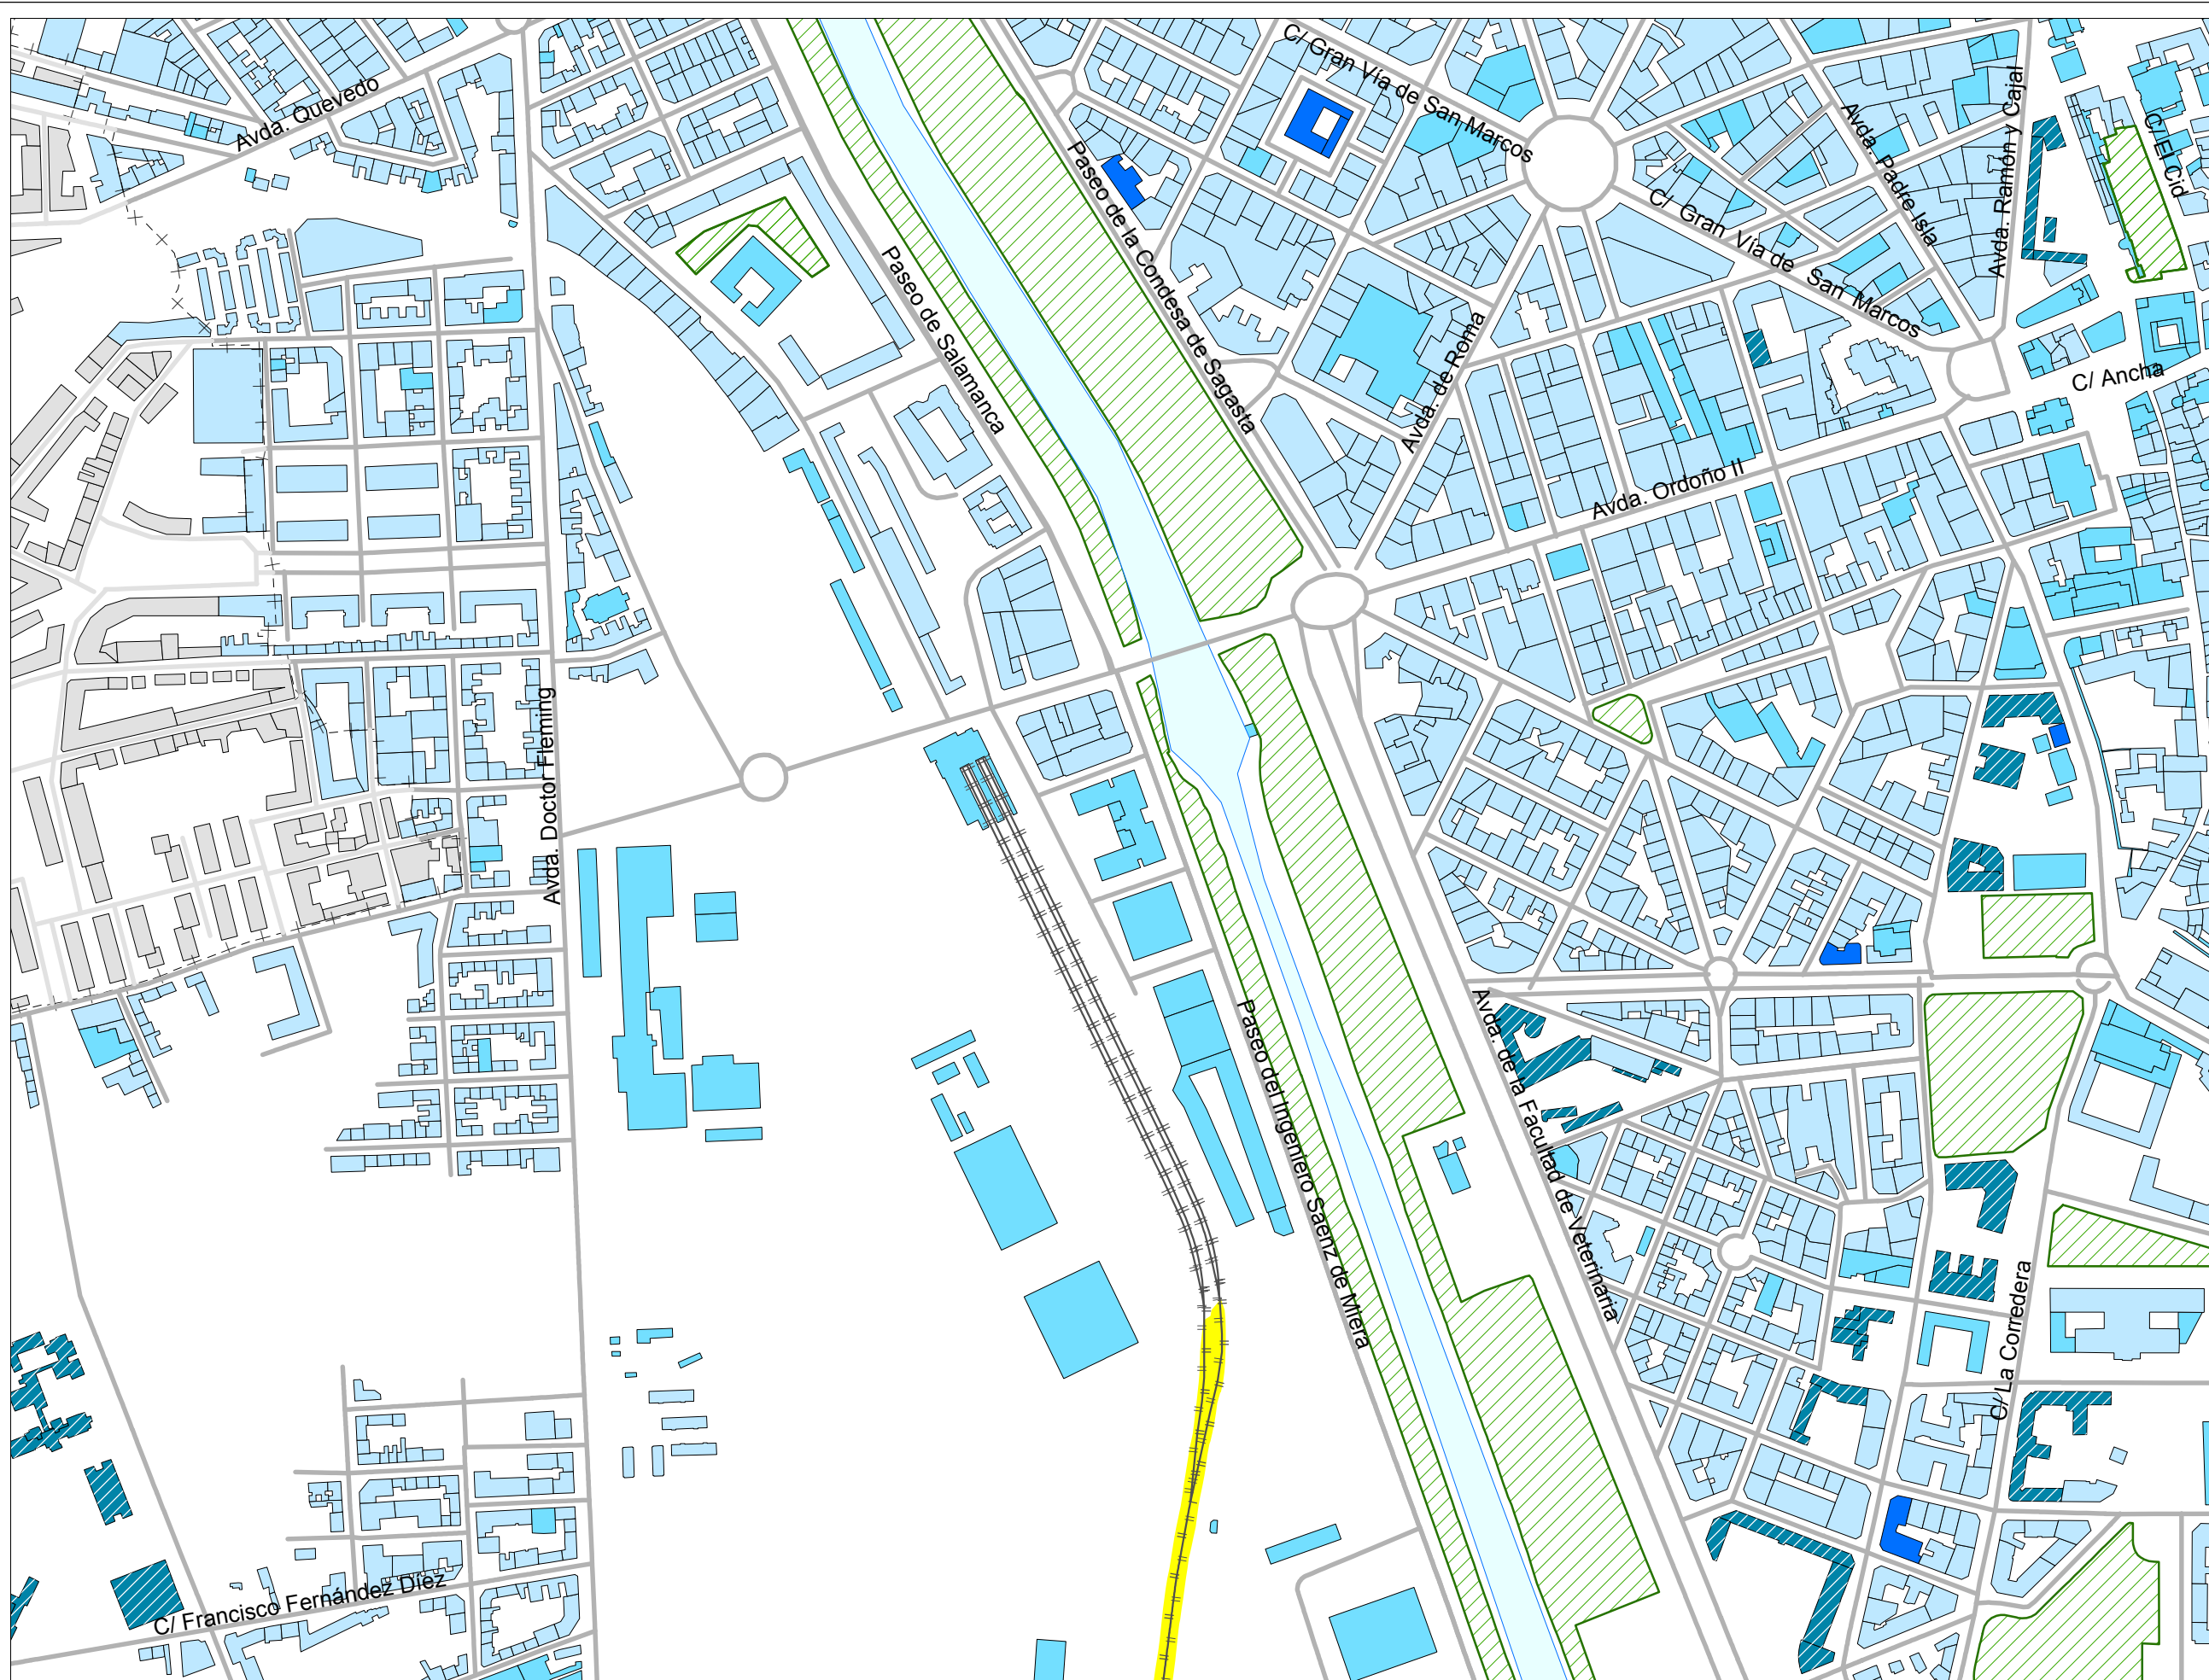 C/ Gran Vía de San Marcos
Avda. Quevedo
Avda. Padre Isla
Avda. Ramón y Cajal
C/ El Cid
Paseo de la Condesa de Sagasta
C/ Gran Vía de San Marcos
Paseo de Salamanca
Avda. de Roma
C/ Ancha
Avda. Ordoño II
Avda. Doctor Fleming
Paseo del Ingeniero Saenz de Miera
Avda. de la Facultad de Veterinaria
C/ La Corredera
C/ Francisco Fernández Díez